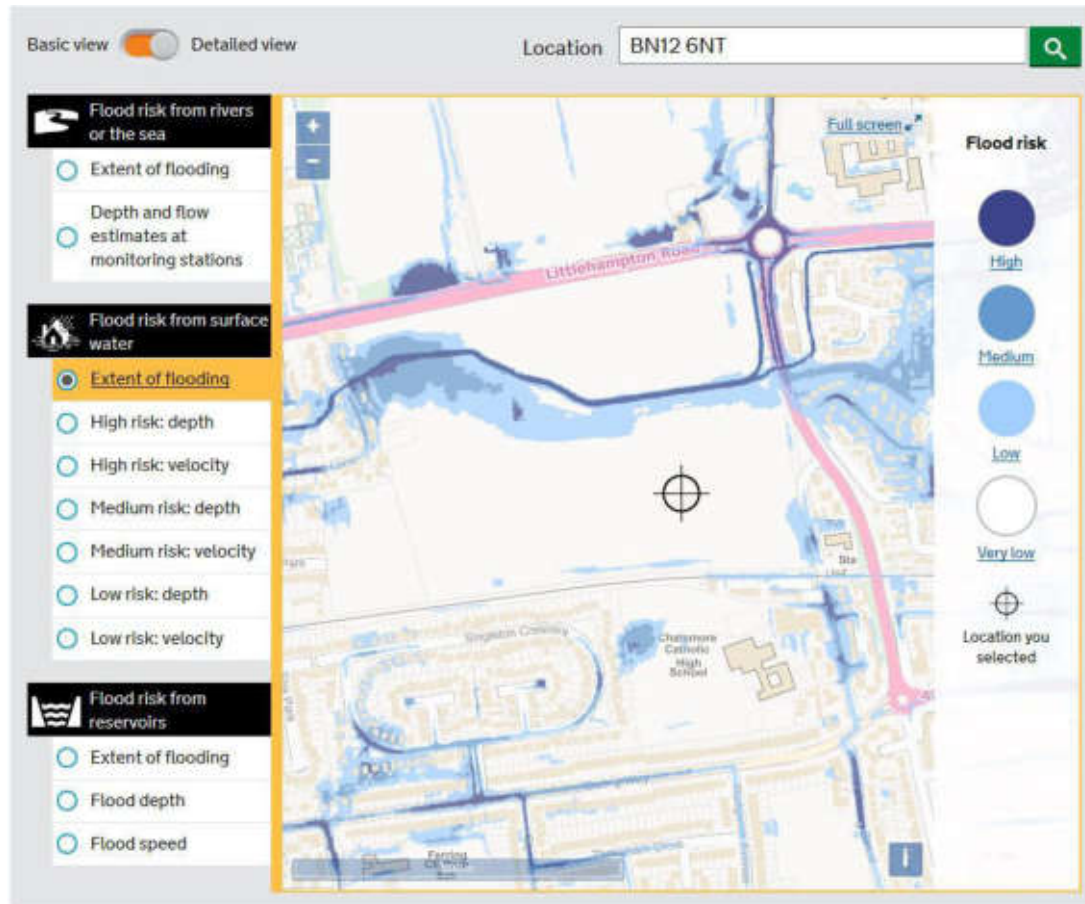 Basic view
Detailed view
Location
BN12 6NT
Flood risk from rivers
or the sea
Extent of flooding
Depth and flow
estimates at
monitoring stations
Flood risk from surface
water
Extent of flooding
High risk: depth
High risk: velocity
Medium risk: depth
Medium risk: velocity
Low risk: depth
Low risk: velocity
Flood risk from
reservoirs
Extent of flooding
Flood depth
Flood speed
+
−
Full screen
Littlehampton Road
Sta
Chatsmore
Catholic
High
School
Ferring
i
Flood risk
High
Medium
Low
Very low
Location you
selected